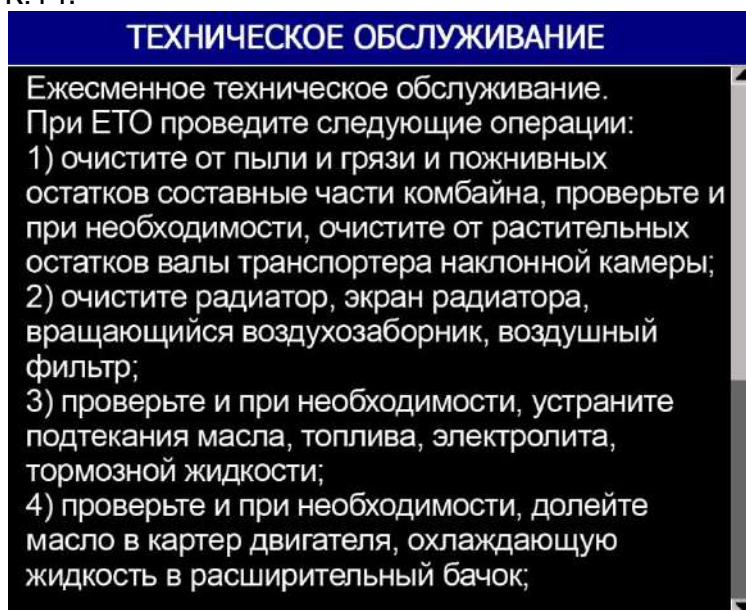 ТЕХНИЧЕСКОЕ ОБСЛУЖИВАНИЕ
Ежесменное техническое обслуживание.
При ЕТО проведите следующие операции:
1) очистите от пыли и грязи и пожнивных
остатков составные части комбайна, проверьте и
при необходимости, очистите от растительных
остатков валы транспортера наклонной камеры;
2) очистите радиатор, экран радиатора,
вращающийся воздухозаборник, воздушный
фильтр;
3) проверьте и при необходимости, устраните
подтекания масла, топлива, электролита,
тормозной жидкости;
4) проверьте и при необходимости, долейте
масло в картер двигателя, охлаждающую
жидкость в расширительный бачок;